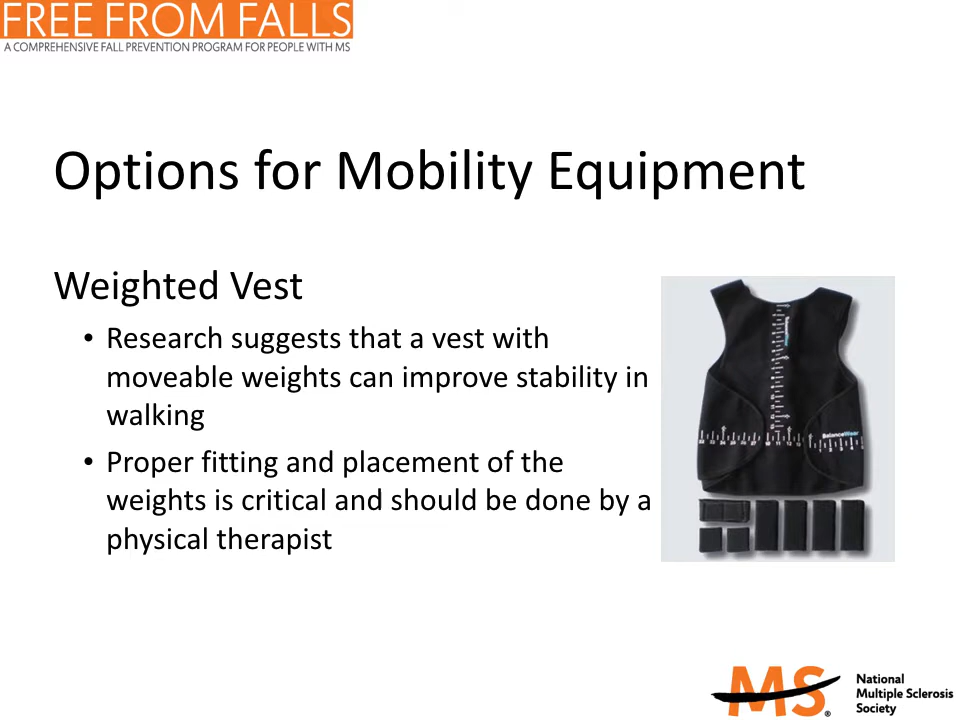 FREE FROM FALLS
A COMPREHENSIVE FALL PREVENTION PROGRAM FOR PEOPLE WITH MS
Options for Mobility Equipment
Weighted Vest
• Research suggests that a vest with
moveable weights can improve stability in
walking
• Proper fitting and placement of the
weights is critical and should be done by a
physical therapist
BalanceWear
MS®
National
Multiple Sclerosis
Society